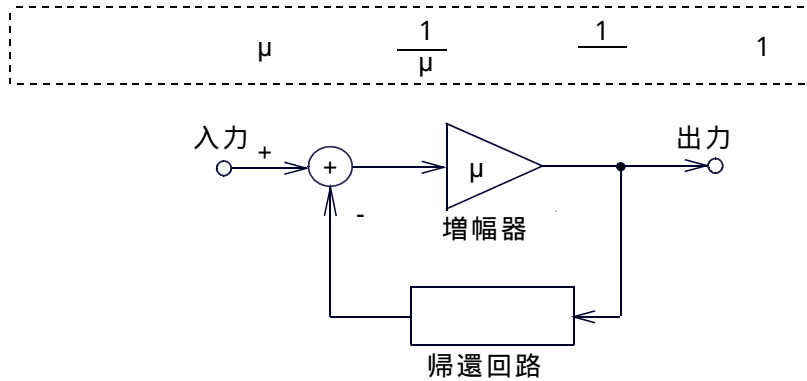 μ 1/μ 1/ 1
入力 + + μ 出力
-
増幅器
帰還回路